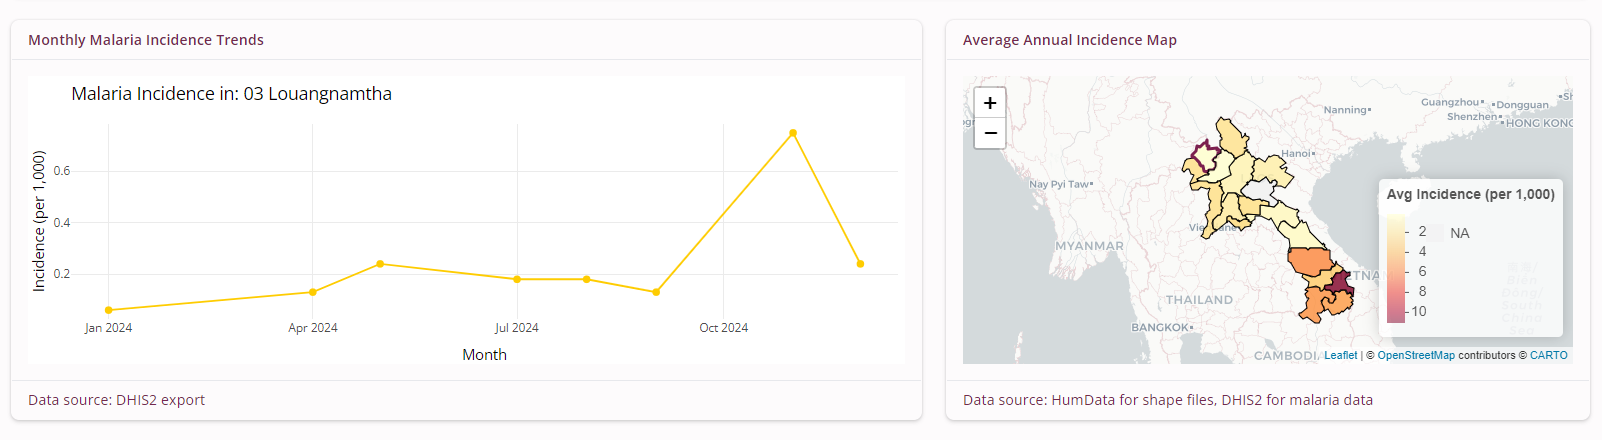 Monthly Malaria Incidence Trends
Malaria Incidence in: 03 Louangnamtha
Incidence (per 1,000)
0.6
0.4
0.2
Jan 2024
Apr 2024
Jul 2024
Oct 2024
Month
Data source: DHIS2 export
Average Annual Incidence Map
+
−
Nanning
Guangzhou
Dongguan
Shenzhen
HONG KONG
Hanoi
Nay Pyi Taw
MYANMAR
THAILAND
BANGKOK
CAMBODI
Avg Incidence (per 1,000)
2
4
6
8
10
NA
Leaflet | © OpenStreetMap contributors © CARTO
Data source: HumData for shape files, DHIS2 for malaria data